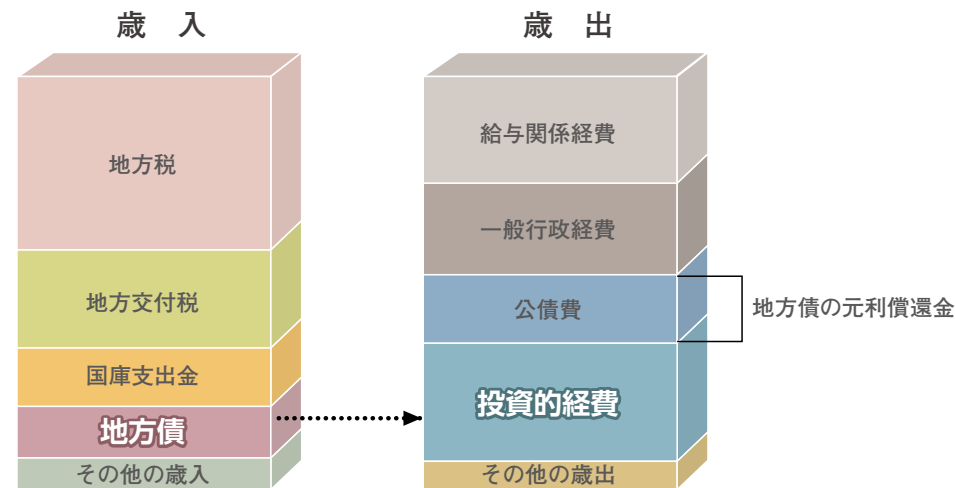 歳 入
地方税
地方交付税
国庫支出金
地方債
その他の歳入
歳 出
給与関係経費
一般行政経費
公債費
地方債の元利償還金
投資的経費
その他の歳出